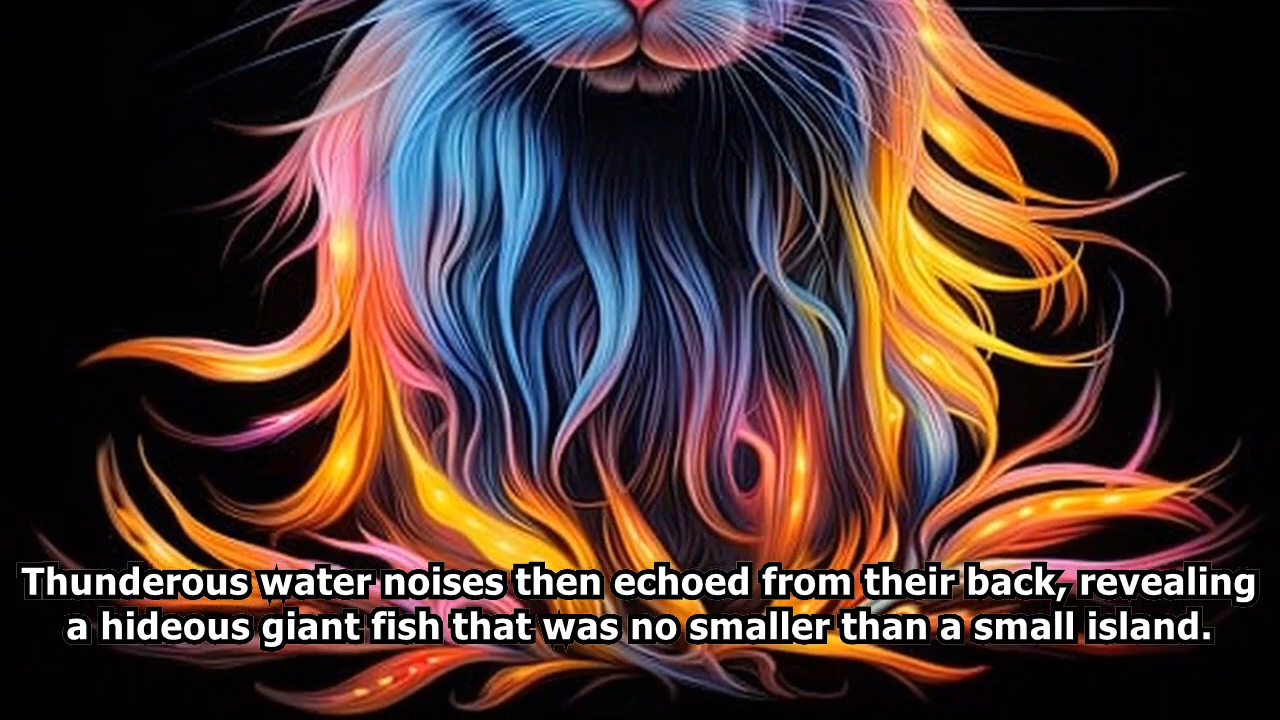 Thunderous water noises then echoed from their back, revealing
a hideous giant fish that was no smaller than a small island.